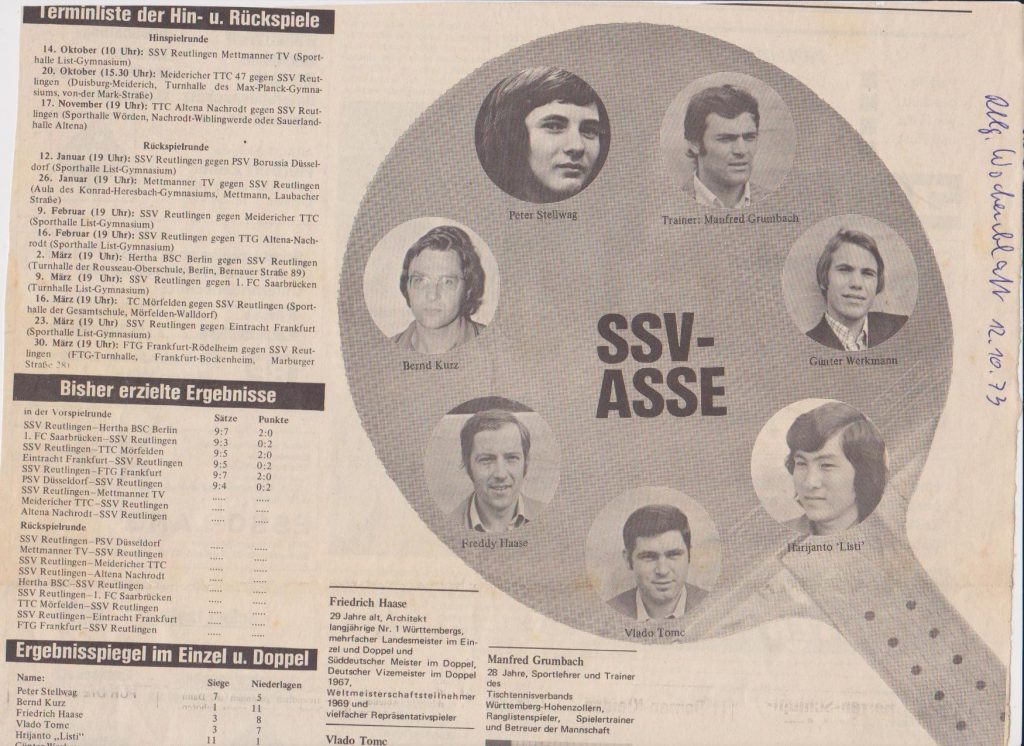 Terminliste der Hin- u. Rückspiele
Hinspielrunde
14. Oktober (10 Uhr): SSV Reutlingen Mettmanner TV (Sport-
halle List-Gymnasium)
20. Oktober (15.30 Uhr): Meidericher TTC 47 gegen SSV Reut-
lingen (Duisburg-Meiderich, Turnhalle des Max-Planck-Gymna-
siums, von-der Mark-Straße)
17. November (19 Uhr): TTC Altena Nachrodt gegen SSV Reut-
lingen (Sporthalle Wörden, Nachrodt-Wiblingwerde oder Sauerland-
halle Altena)
Rückspielrunde
12. Januar (19 Uhr): SSV Reutlingen gegen PSV Borussia Düssel-
dorf (Sporthalle List-Gymnasium)
26. Januar (19 Uhr): Mettmanner TV gegen SSV Reutlingen
(Aula des Konrad-Heresbach-Gymnasiums, Mettmann, Laubacher
Straße)
9. Februar (19 Uhr): SSV Reutlingen gegen Meidericher TTC
(Sporthalle List-Gymnasium)
16. Februar (19 Uhr): SSV Reutlingen gegen TTG Altena-Nach-
rodt (Sporthalle List-Gymnasium)
2. März (19 Uhr): Hertha BSC Berlin gegen SSV Reutlingen
(Turnhalle der Rousseau-Oberschule, Berlin, Bernauer Straße 89)
9. März (19 Uhr): SSV Reutlingen gegen 1. FC Saarbrücken
(Turnhalle List-Gymnasium)
16. März (19 Uhr): TC Mörfelden gegen SSV Reutlingen (Sport-
halle der Gesamtschule, Mörfelden-Walldorf)
23. März (19 Uhr) SSV Reutlingen gegen Eintracht Frankfurt
(Sporthalle List-Gymnasium)
30. März (19 Uhr): FTG Frankfurt-Rödelheim gegen SSV Reut-
lingen (FTG-Turnhalle, Frankfurt-Bockenheim, Marburger
Straße 28)
Bisher erzielte Ergebnisse
in der Vorspielrunde Sätze Punkte
SSV Reutlingen–Hertha BSC Berlin 9:7 2:0
1. FC Saarbrücken–SSV Reutlingen 9:3 0:2
SSV Reutlingen–TTC Mörfelden 9:5 2:0
Eintracht Frankfurt–SSV Reutlingen 9:5 0:2
SSV Reutlingen–FTG Frankfurt 9:7 2:0
PSV Düsseldorf–SSV Reutlingen 9:4 0:2
SSV Reutlingen–Mettmanner TV ..... .....
Meidericher TTC–SSV Reutlingen ..... .....
Altena Nachrodt–SSV Reutlingen ..... .....
Rückspielrunde
SSV Reutlingen–PSV Düsseldorf ..... .....
Mettmanner TV–SSV Reutlingen ..... .....
SSV Reutlingen–Meidericher TTC ..... .....
SSV Reutlingen–Altena Nachrodt ..... .....
Hertha BSC–SSV Reutlingen ..... .....
SSV Reutlingen–1. FC Saarbrücken ..... .....
TTC Mörfelden–SSV Reutlingen ..... .....
SSV Reutlingen–Eintracht Frankfurt ..... .....
FTG Frankfurt–SSV Reutlingen ..... .....
Ergebnisspiegel im Einzel u. Doppel
Name: Siege Niederlagen
Peter Stellwag 7 5
Bernd Kurz 1 11
Friedrich Haase 3 8
Vlado Tomc 3 7
Hrijanto „Listi“ 11 1
Peter Stellwag
Trainer: Manfred Grumbach
Bernd Kurz
Günter Werkmann
SSV-
ASSE
Freddy Haase
Harijanto 'Listi'
Vlado Tomc
Friedrich Haase
29 Jahre alt, Architekt
langjährige Nr. 1 Württembergs,
mehrfacher Landesmeister im Ein-
zel und Doppel und
Süddeutscher Meister im Doppel,
Deutscher Vizemeister im Doppel
1967,
Weltmeisterschaftsteilnehmer
1969 und
vielfacher Repräsentativspieler
Vlado Tomc
Manfred Grumbach
28 Jahre, Sportlehrer und Trainer
des
Tischtennisverbands
Württemberg-Hohenzollern,
Ranglistenspieler, Spielertrainer
und Betreuer der Mannschaft
Wochenblatt 12.10.73